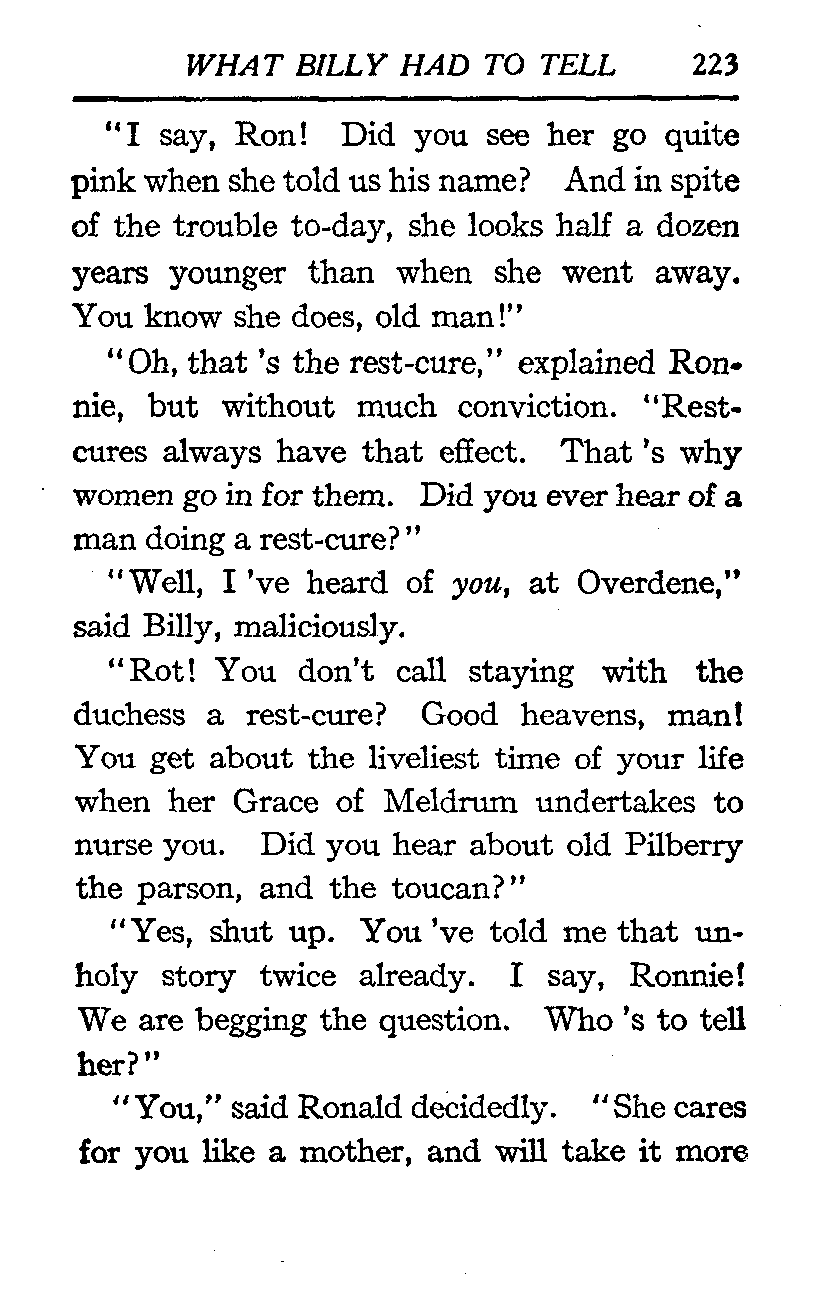 WHAT BILLY HAD TO TELL 223
"I say, Ron! Did you see her go quite
pink when she told us his name? And in spite
of the trouble to-day, she looks half a dozen
years younger than when she went away.
You know she does, old man!"
"Oh, that 's the rest-cure," explained Ron-
nie, but without much conviction. "Rest-
cures always have that effect. That 's why
women go in for them. Did you ever hear of a
man doing a rest-cure?"
"Well, I 've heard of you, at Overdene,"
said Billy, maliciously.
"Rot! You don't call staying with the
duchess a rest-cure? Good heavens, man!
You get about the liveliest time of your life
when her Grace of Meldrum undertakes to
nurse you. Did you hear about old Pilberry
the parson, and the toucan?"
"Yes, shut up. You 've told me that un-
holy story twice already. I say, Ronnie!
We are begging the question. Who 's to tell
her?"
"You," said Ronald decidedly. "She cares
for you like a mother, and will take it more